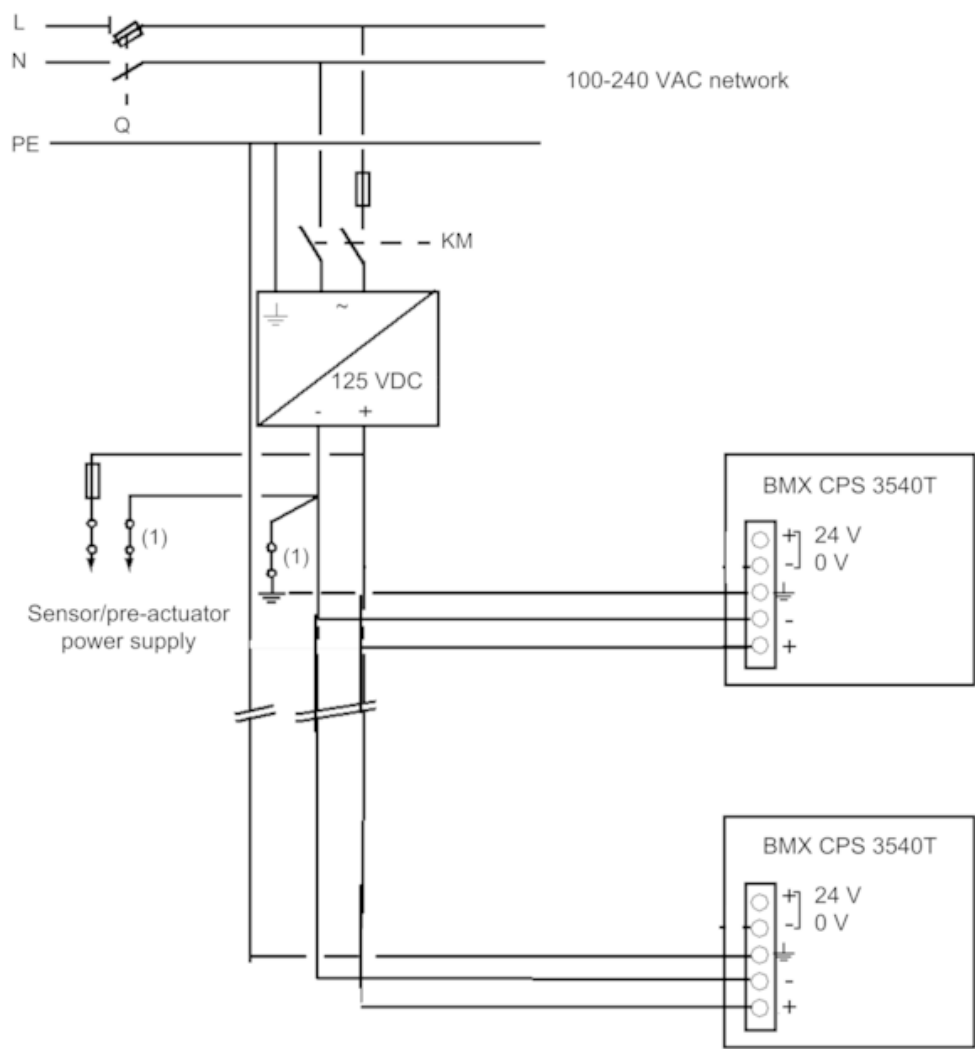 L
N
100-240 VAC network
Q
PE
KM
~
125 VDC
- +
BMX CPS 3540T
+ 24 V
- 0 V
-
+
(1)
(1)
Sensor/pre-actuator
power supply
BMX CPS 3540T
+ 24 V
- 0 V
-
+